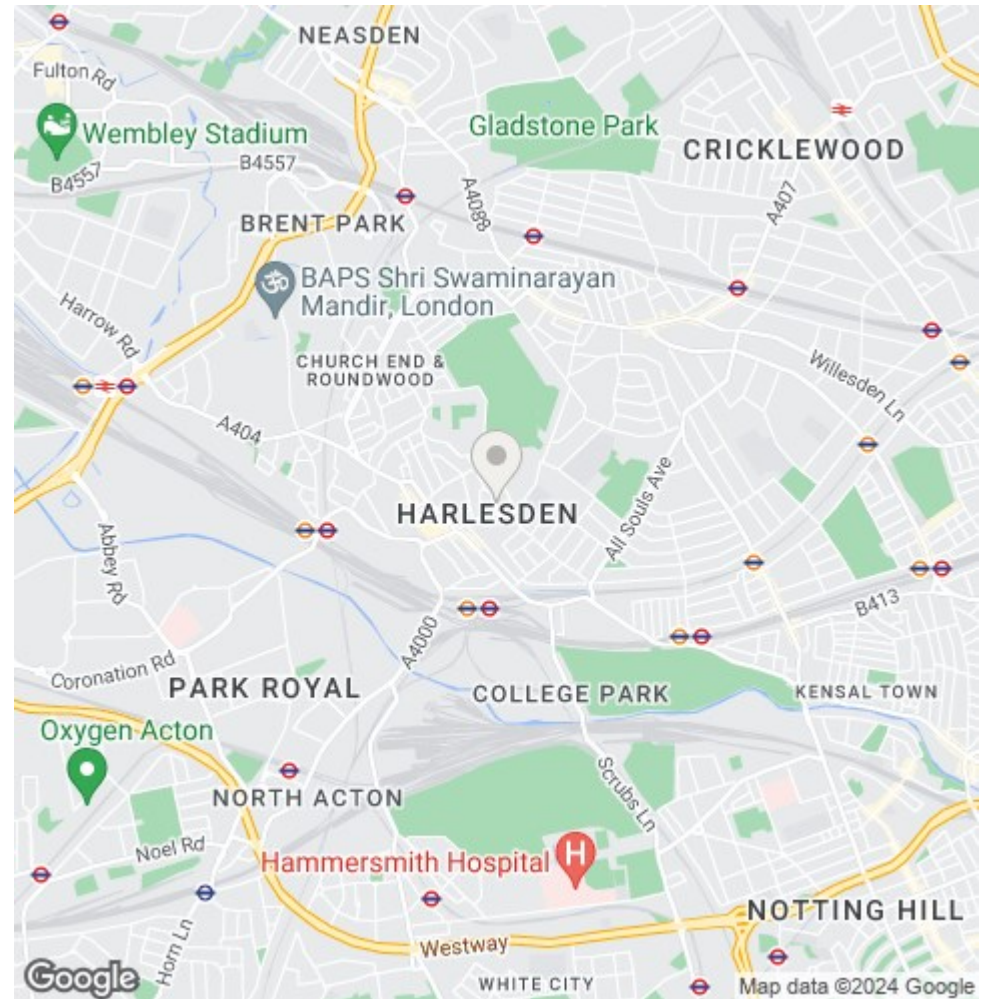 NEASDEN
Fulton Rd
Wembley Stadium
Gladstone Park
CRICKLEWOOD
B4557
B4557
A4088
A407
BRENT PARK
BAPS Shri Swaminarayan
Mandir, London
Harrow Rd
CHURCH END &
ROUNDWOOD
Willesden Ln
A404
HARLESDEN
All Souls Ave
Abbey Rd
B413
A4000
Coronation Rd
PARK ROYAL
COLLEGE PARK
KENSAL TOWN
Oxygen Acton
NORTH ACTON
Scrubs Ln
Noel Rd
Hammersmith Hospital
H
NOTTING HILL
Horn Ln
Westway
WHITE CITY
Google
Map data ©2024 Google